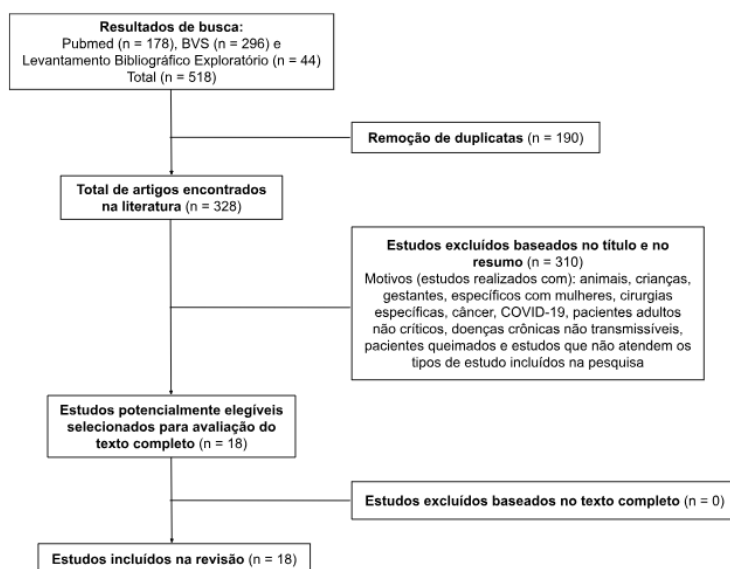 Resultados de busca:
Pubmed (n = 178), BVS (n = 296) e
Levantamento Bibliográfico Exploratório (n = 44)
Total (n = 518)
Remoção de duplicatas (n = 190)
Total de artigos encontrados
na literatura (n = 328)
Estudos excluídos baseados no título e no
resumo (n = 310)
Motivos (estudos realizados com): animais, crianças,
gestantes, específicos com mulheres, cirurgias
específicas, câncer, COVID-19, pacientes adultos
não críticos, doenças crônicas não transmissíveis,
pacientes queimados e estudos que não atendem os
tipos de estudo incluídos na pesquisa
Estudos potencialmente elegíveis
selecionados para avaliação do
texto completo (n = 18)
Estudos excluídos baseados no texto completo (n = 0)
Estudos incluídos na revisão (n = 18)